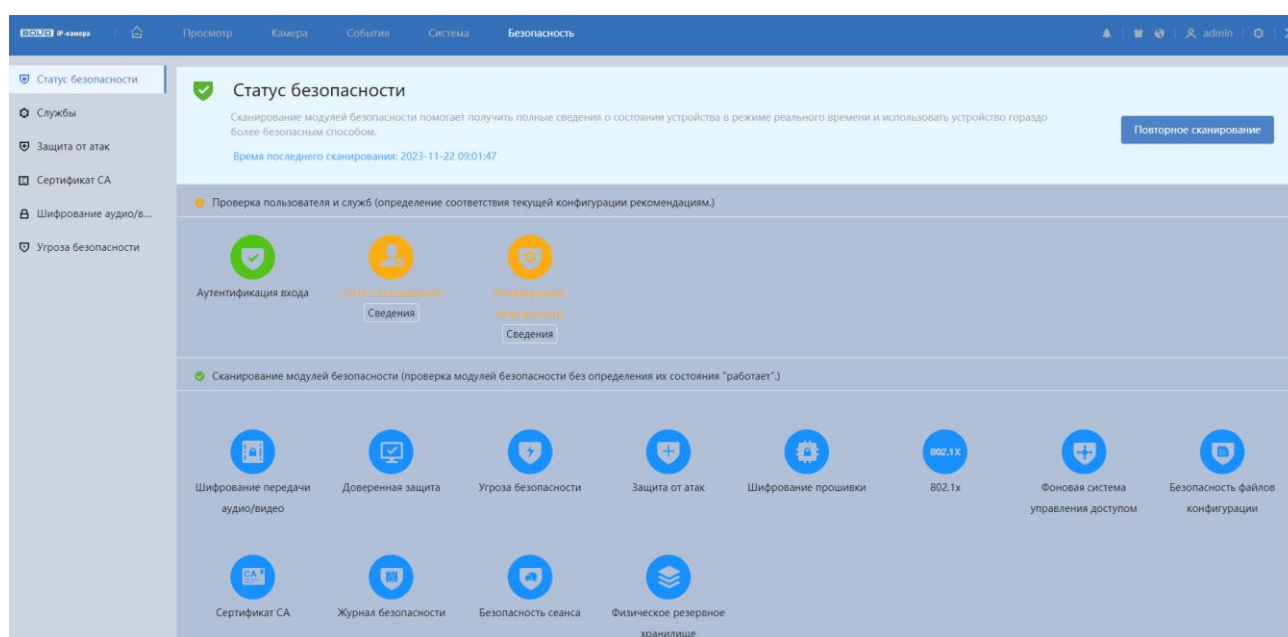 BOLID IP-камера
Просмотр Камера События Система Безопасность admin
Статус безопасности
Службы
Защита от атак
Сертификат CA
Шифрование аудио/в...
Угроза безопасности
Статус безопасности
Сканирование модулей безопасности помогает получить полные сведения о состоянии устройства в режиме реального времени и использовать устройство гораздо
более безопасным способом.
Время последнего сканирования: 2023-11-22 09:01:47
Повторное сканирование
Проверка пользователя и служб (определение соответствия текущей конфигурации рекомендациям.)
Аутентификация входа
Статус пользователя
Сведения
Конфигурация
безопасности
Сведения
Сканирование модулей безопасности (проверка модулей безопасности без определения их состояния "работает".)
Шифрование передачи
аудио/видео
Доверенная защита
Угроза безопасности
Защита от атак
Шифрование прошивки
802.1X
802.1x
Фоновая система
управления доступом
Безопасность файлов
конфигурации
CA
Сертификат CA
Журнал безопасности
Безопасность сеанса
Физическое резервное
хранилище